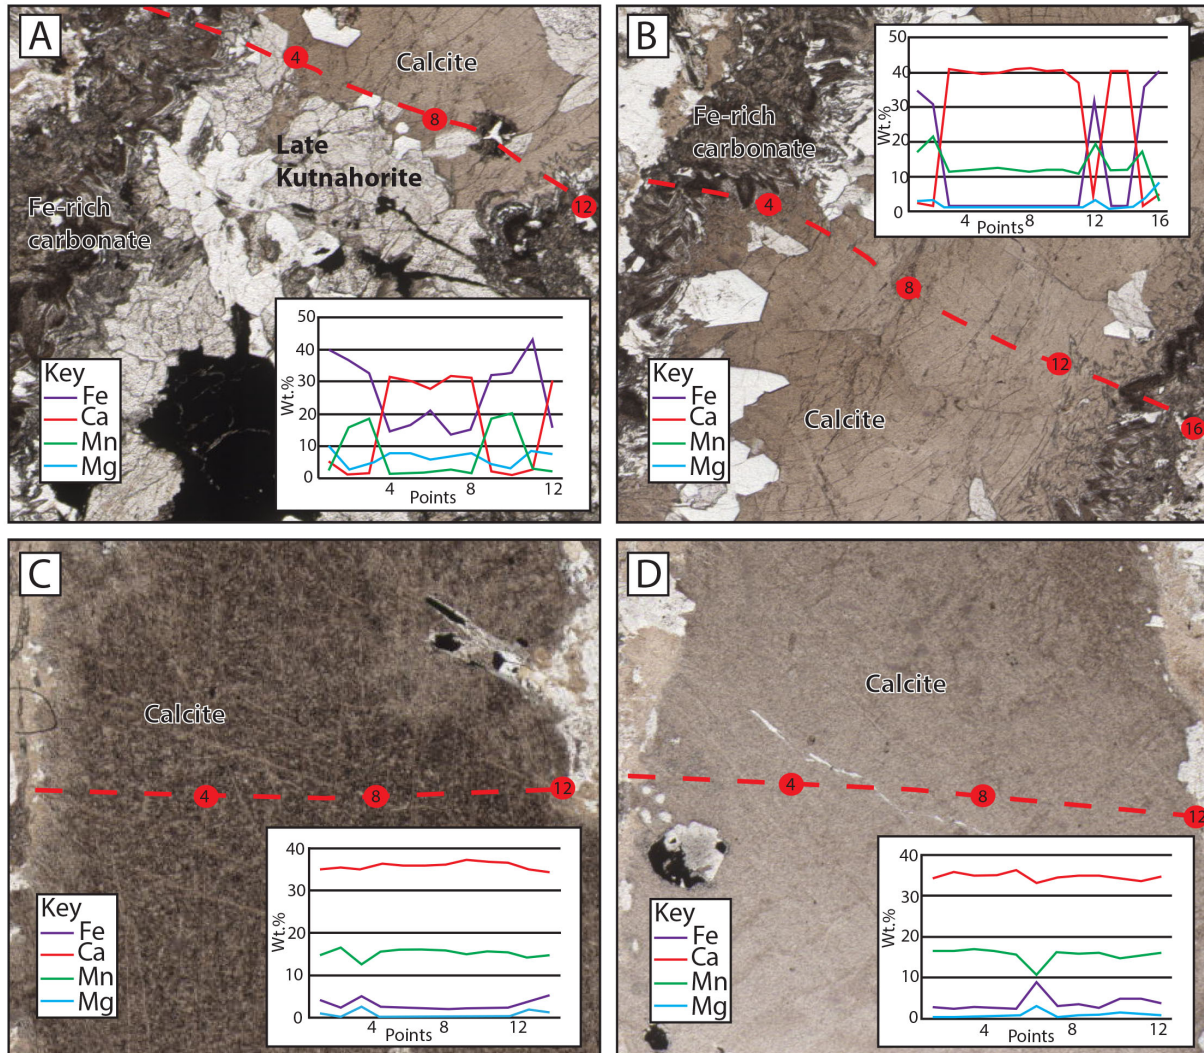 A
4
Calcite
8
Late
Kutnahorite
12
Fe-rich
carbonate
Key
Fe
Ca
Mn
Mg
50
40
30
20
10
0
Wt.%
4
8
12
Points
B
Fe-rich
carbonate
4
8
12
16
Calcite
Key
Fe
Ca
Mn
Mg
50
40
30
20
10
0
Wt.%
4
8
12
16
Points
C
Calcite
4
8
12
Key
Fe
Ca
Mn
Mg
40
30
20
10
0
Wt.%
4
8
12
Points
D
Calcite
4
8
12
Key
Fe
Ca
Mn
Mg
40
30
20
10
0
Wt.%
4
8
12
Points